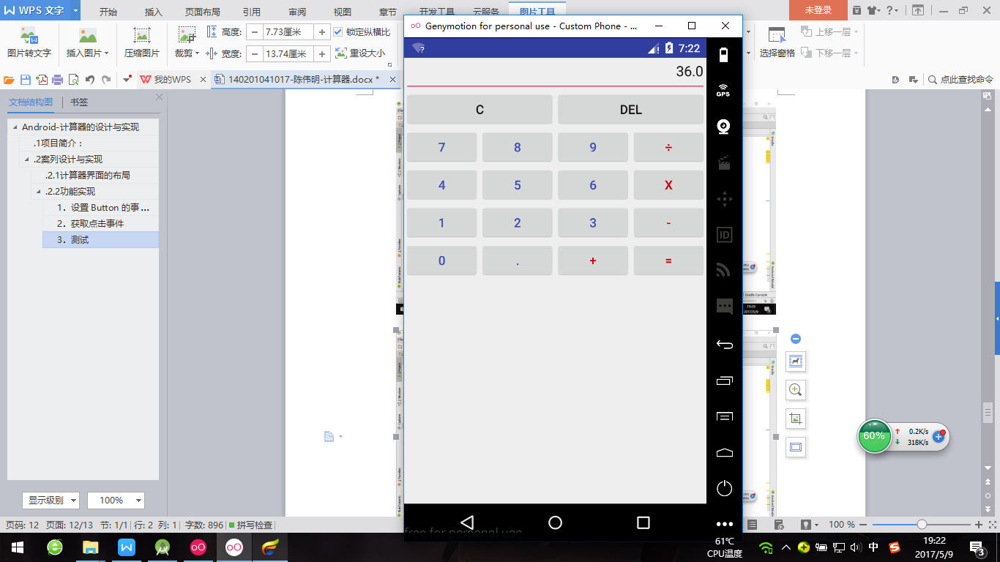 WPS 文字
开始 插入 页面布局 引用 审阅 视图 章节 开发工具 云服务 图片工具
未登录
图片转文字 插入图片 压缩图片 裁剪
高度: 7.73厘米 锁定纵横比
宽度: 13.74厘米 重设大小
选择窗格 上移一层
下移一层
我的WPS 140201041017-陈伟明-计算器.docx *
点此查找命令
文档结构图 书签
Android-计算器的设计与实现
.1项目简介：
.2案列设计与实现
.2.1计算器界面的布局
.2.2功能实现
1．设置 Button 的事...
2．获取点击事件
3．测试
显示级别 100%
Genymotion for personal use - Custom Phone - ...
7:22
36.0
C DEL
7 8 9 ÷
4 5 6 X
1 2 3 -
0 . + =
free for personal use
GPS
ID
Gradle Console
19:20
2017/5/9
60% 0.2K/s
318K/s
页码: 12 页面: 12/13 节: 1/1 行: 2 列: 1 字数: 896 拼写检查
100 %
61℃
CPU温度
中
19:22
2017/5/9
3